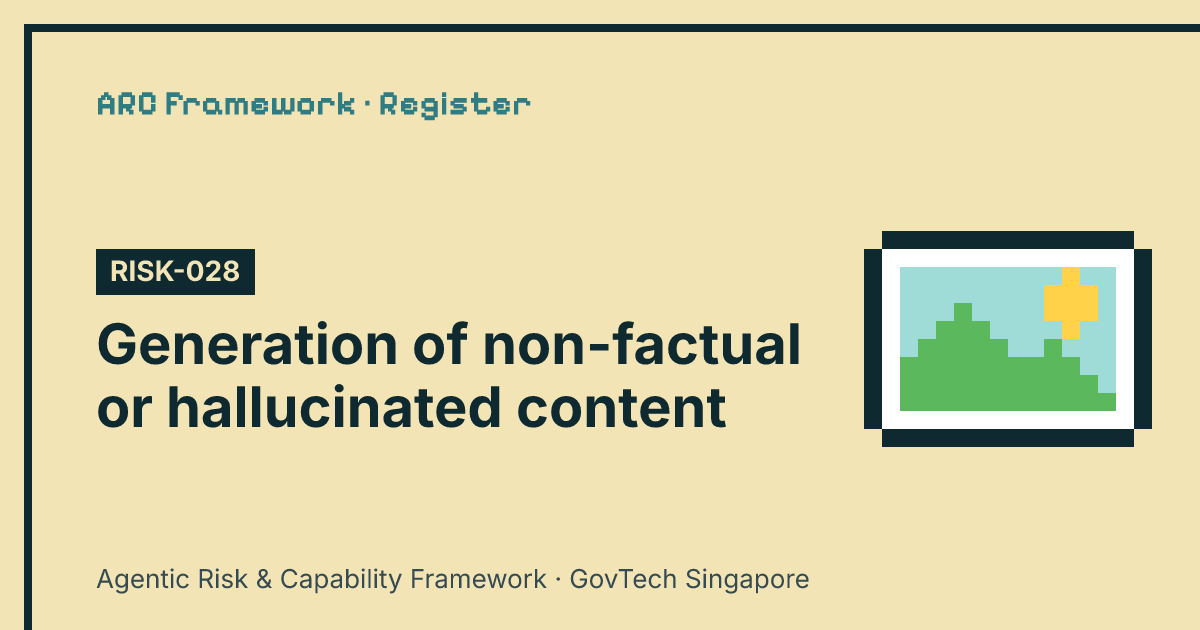 ARC Framework · Register
RISK-028
Generation of non-factual
or hallucinated content
Agentic Risk & Capability Framework · GovTech Singapore